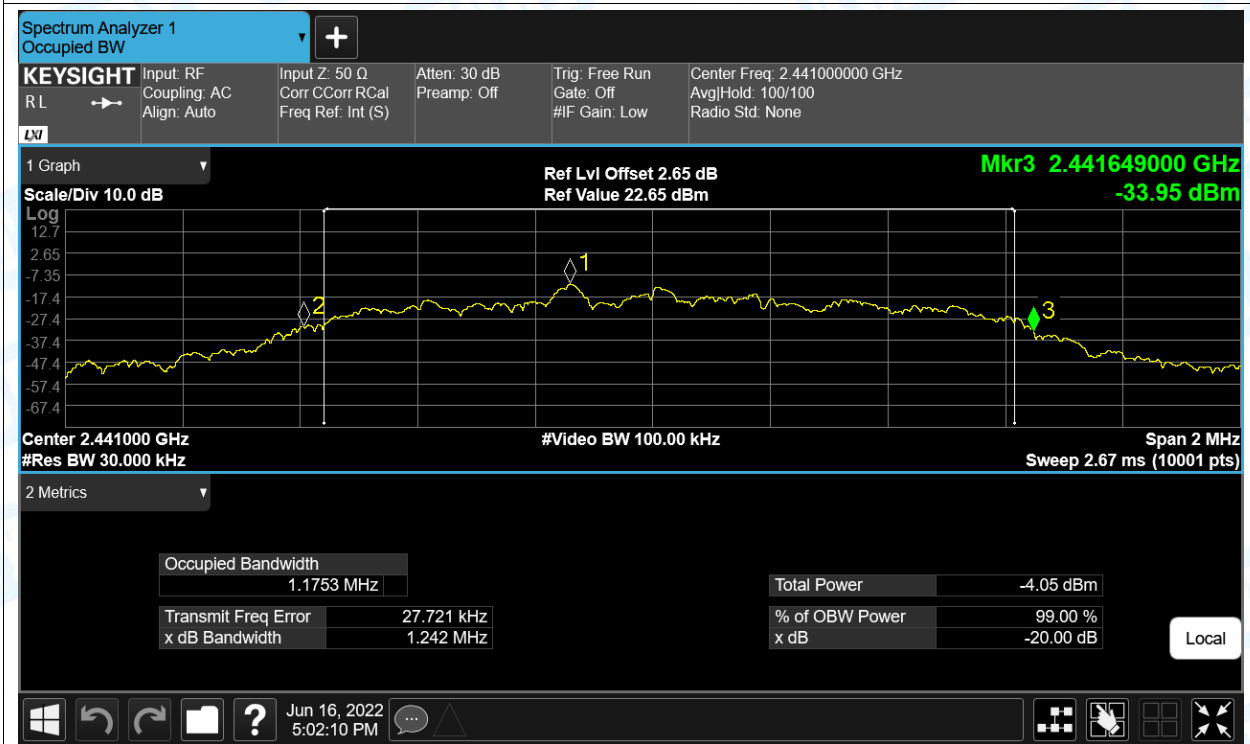 Spectrum Analyzer 1
Occupied BW
KEYSIGHT
R L
LXI
Input: RF
Coupling: AC
Align: Auto
Input Z: 50 Ω
Corr CCorr RCal
Freq Ref: Int (S)
Atten: 30 dB
Preamp: Off
Trig: Free Run
Gate: Off
#IF Gain: Low
Center Freq: 2.441000000 GHz
Avg|Hold: 100/100
Radio Std: None
1 Graph
Scale/Div 10.0 dB
Ref Lvl Offset 2.65 dB
Ref Value 22.65 dBm
Mkr3 2.441649000 GHz
-33.95 dBm
Log
12.7
2.65
-7.35
-17.4
-27.4
-37.4
-47.4
-57.4
-67.4
1
2
3
Center 2.441000 GHz
#Res BW 30.000 kHz
#Video BW 100.00 kHz
Span 2 MHz
Sweep 2.67 ms (10001 pts)
2 Metrics
Occupied Bandwidth
1.1753 MHz
Transmit Freq Error 27.721 kHz
x dB Bandwidth 1.242 MHz
Total Power -4.05 dBm
% of OBW Power 99.00 %
x dB -20.00 dB
Local
?
Jun 16, 2022
5:02:10 PM